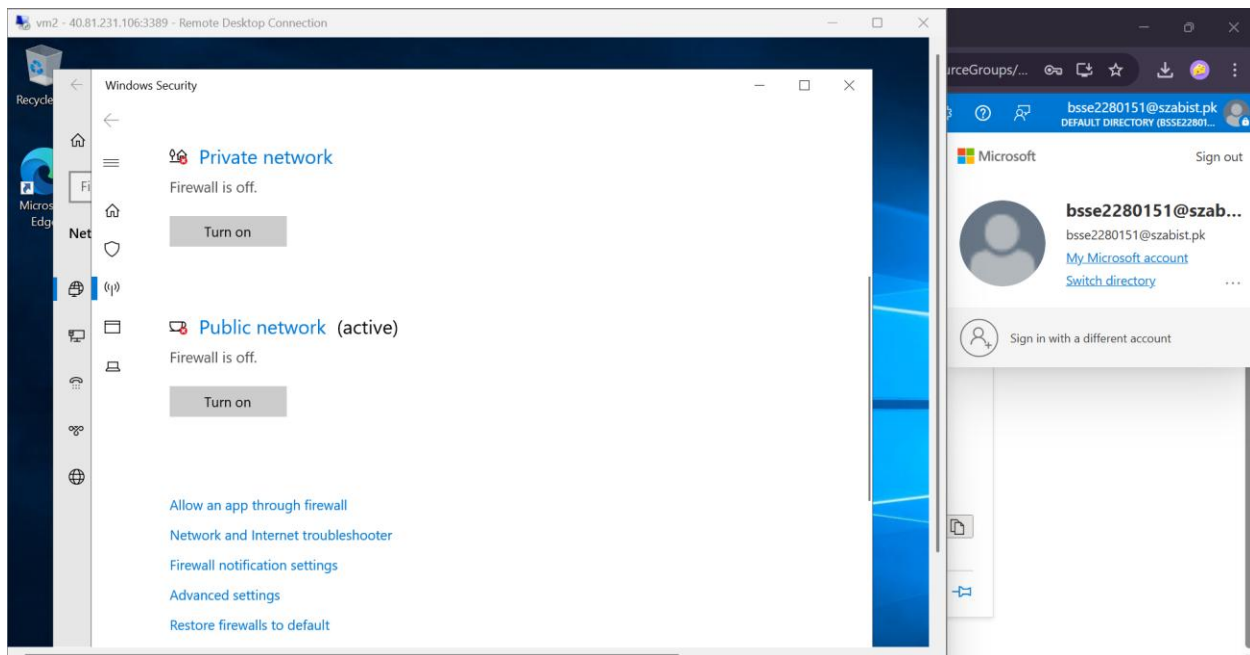 vm2 - 40.81.231.106:3389 - Remote Desktop Connection
Recycle
Micros
Edg
Fi
Net
Windows Security
Private network
Firewall is off.
Turn on
Public network (active)
Firewall is off.
Turn on
Allow an app through firewall
Network and Internet troubleshooter
Firewall notification settings
Advanced settings
Restore firewalls to default
urceGroups/...
bsse2280151@szabist.pk
DEFAULT DIRECTORY (BSSE22801...
Microsoft
Sign out
bsse2280151@szab...
bsse2280151@szabist.pk
My Microsoft account
Switch directory
...
Sign in with a different account